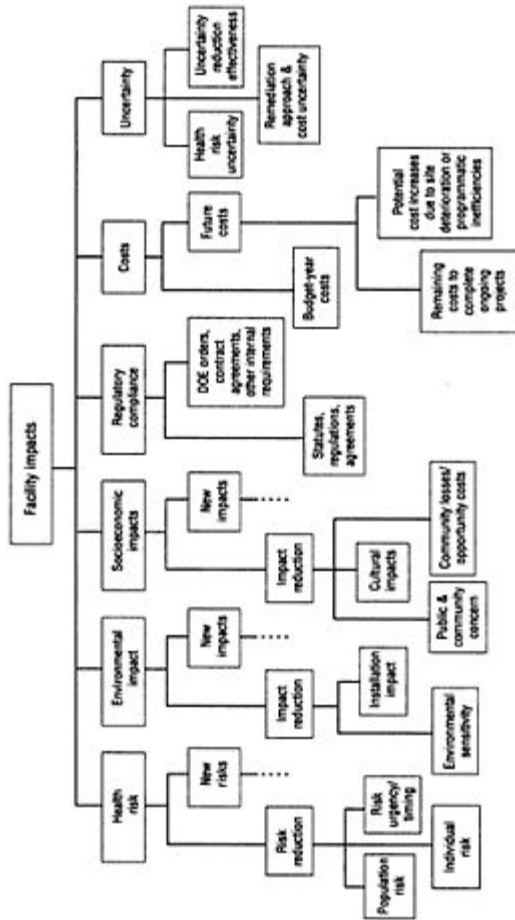 Facility impacts
Health
risk
Environmental
impact
Socioeconomic
impacts
Regulatory
compliance
Costs
Uncertainty
Risk
reduction
New
risks
Population
risk
Individual
risk
Risk
urgency/
timing
Impact
reduction
New
impacts
Environmental
sensitivity
Installation
impact
Impact
reduction
New
impacts
Public &
community
concern
Cultural
impacts
Community losses/
opportunity costs
Statutes,
regulations,
agreements
DOE orders,
contract
agreements,
other internal
requirements
Budget-year
costs
Future
costs
Remaining
costs to
complete
ongoing
projects
Potential
cost increases
due to site
deterioration or
programmatic
inefficiencies
Health
risk
uncertainty
Remediation
approach &
cost uncertainty
Uncertainty
reduction
effectiveness